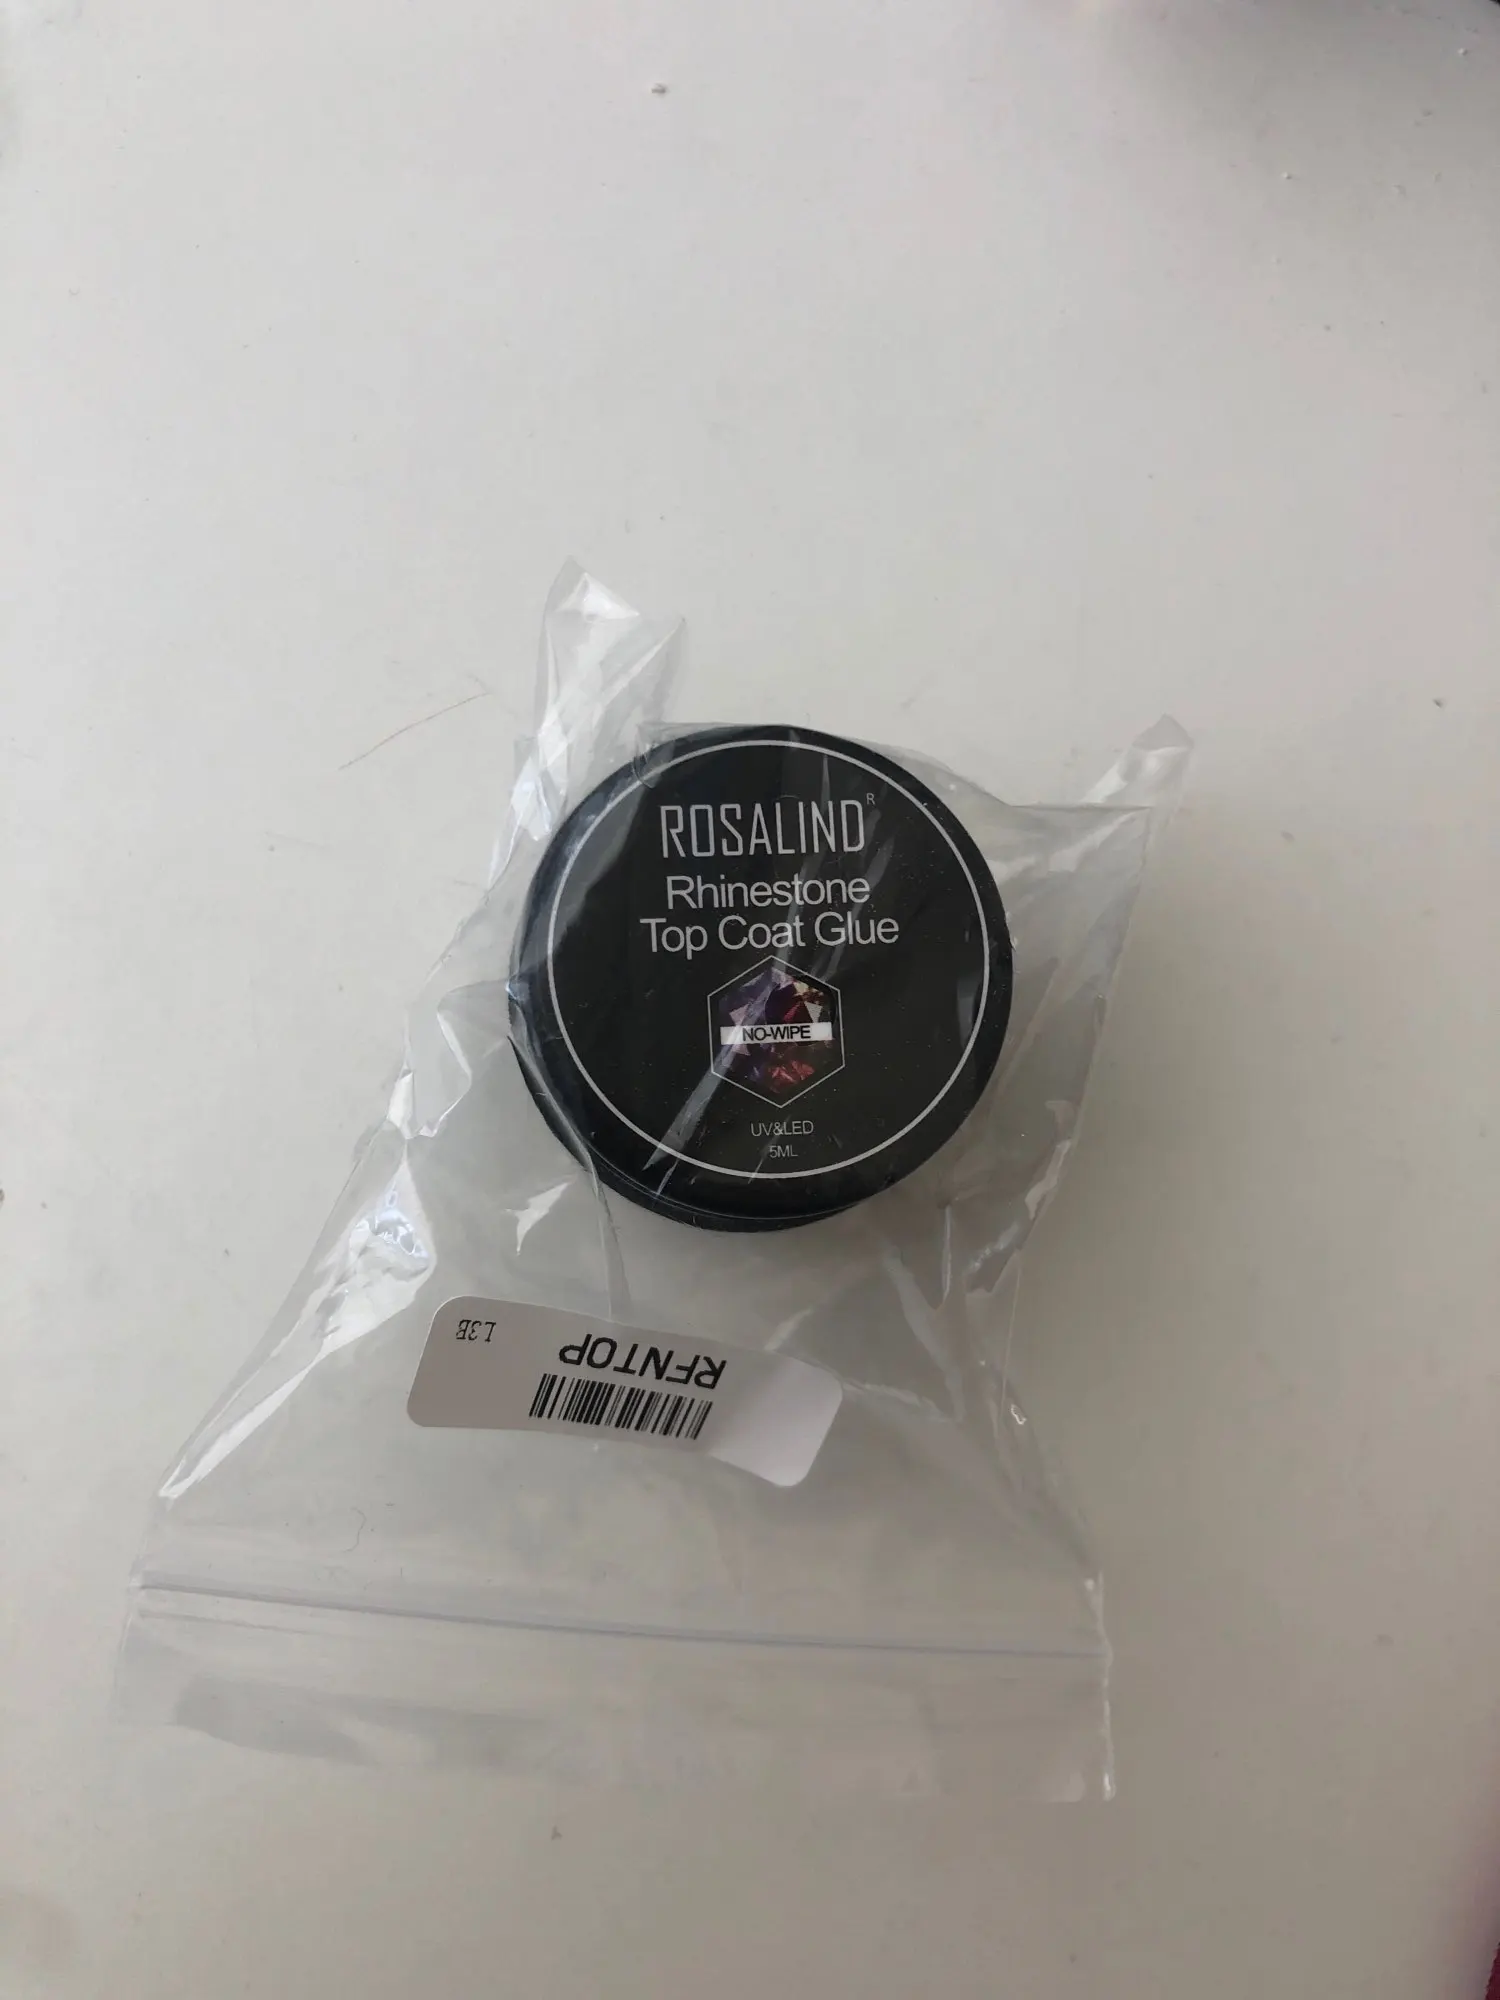 ROSALIND R
Rhinestone
Top Coat Glue
NO-WIPE
UV&LED
5ML
RFNTOP
L3B